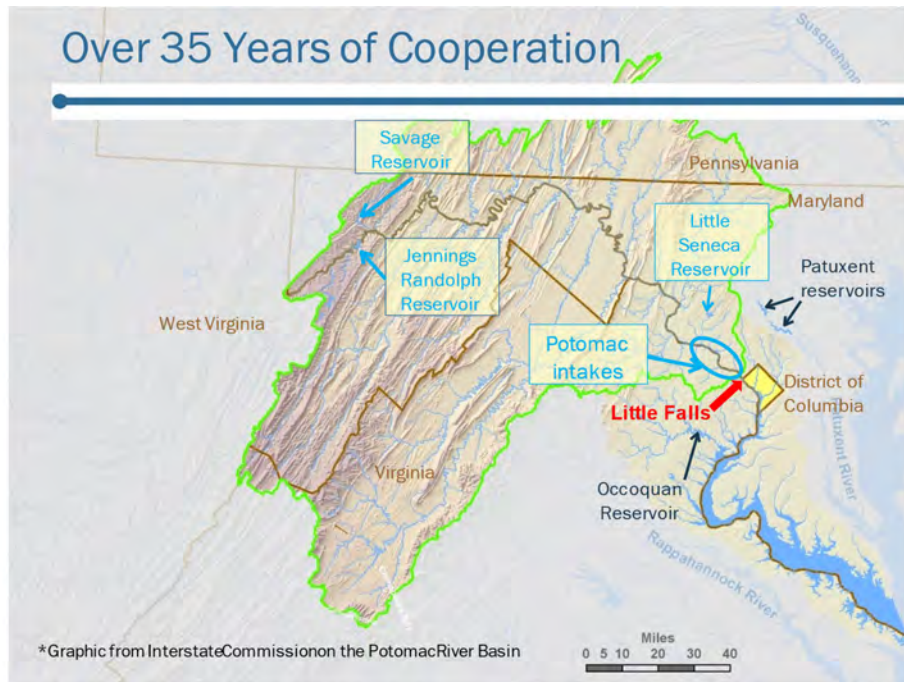 Over 35 Years of Cooperation
Susquehann
Savage
Reservoir
Pennsylvania
Maryland
Little
Seneca
Reservoir
Jennings
Randolph
Reservoir
Patuxent
reservoirs
West Virginia
Potomac
intakes
District of
Columbia
Little Falls
Patuxent River
Virginia
Occoquan
Reservoir
Rappahannock River
Miles
0 5 10 20 30 40
*Graphic from InterstateCommissionon the PotomacRiver Basin